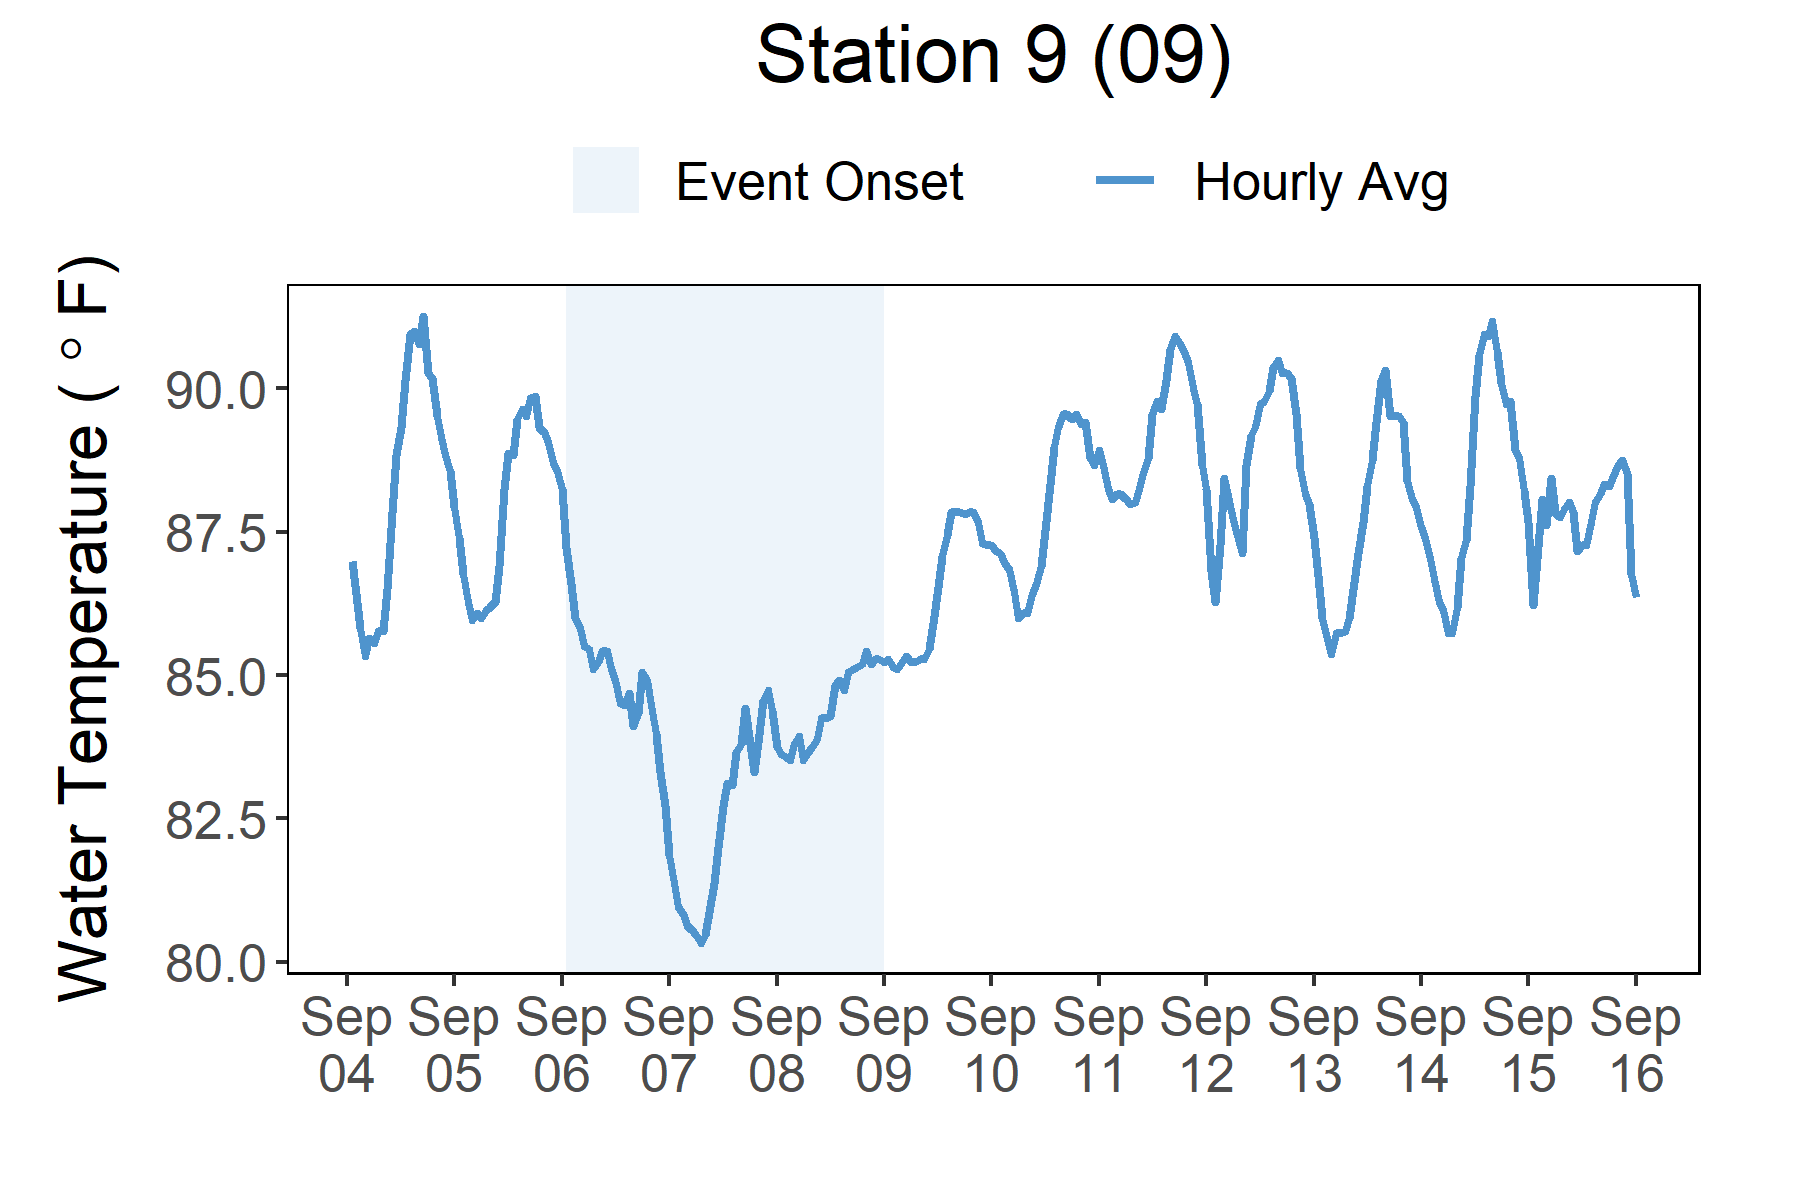 Station 9 (09)
Event Onset Hourly Avg
Water Temperature ( ° F)
90.0
87.5
85.0
82.5
80.0
Sep Sep Sep Sep Sep Sep Sep Sep Sep Sep Sep Sep Sep
04 05 06 07 08 09 10 11 12 13 14 15 16